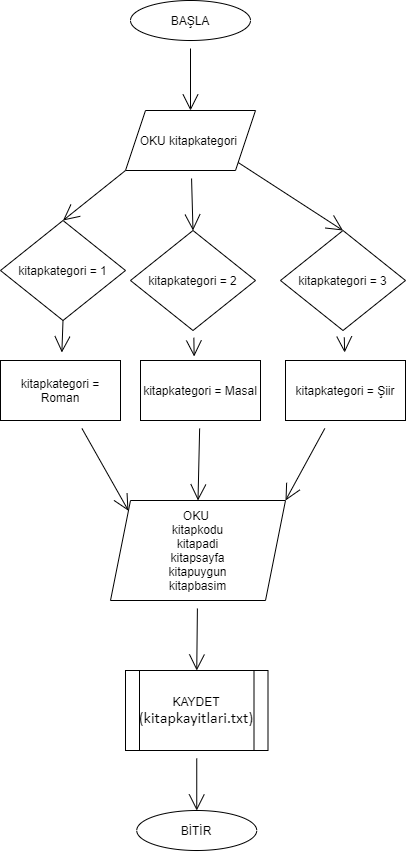 BAŞLA
OKU kitapkategori
kitapkategori = 1
kitapkategori = 2
kitapkategori = 3
kitapkategori =
Roman
kitapkategori = Masal
kitapkategori = Şiir
OKU
kitapkodu
kitapadi
kitapsayfa
kitapuygun
kitapbasim
KAYDET
(kitapkayitlari.txt)
BİTİR